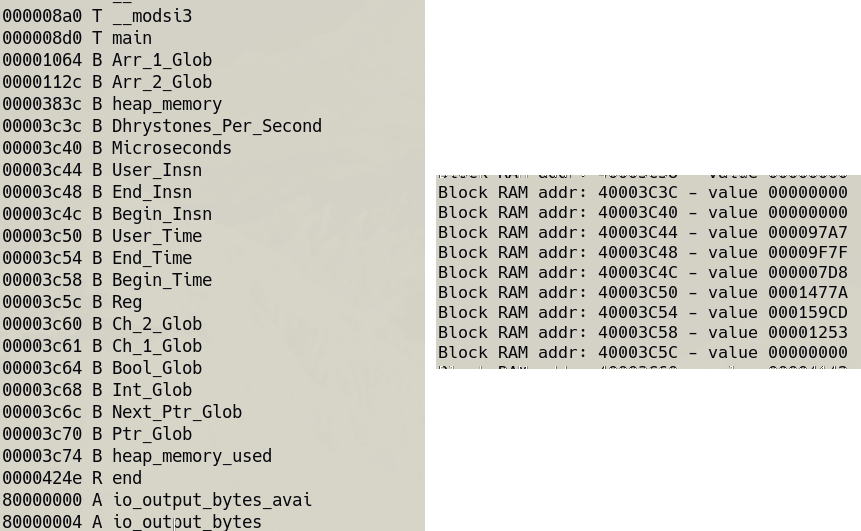 000008a0 T __modsi3
000008d0 T main
00001064 B Arr_1_Glob
0000112c B Arr_2_Glob
0000383c B heap_memory
00003c3c B Dhrystones_Per_Second
00003c40 B Microseconds
00003c44 B User_Insn
00003c48 B End_Insn
00003c4c B Begin_Insn
00003c50 B User_Time
00003c54 B End_Time
00003c58 B Begin_Time
00003c5c B Reg
00003c60 B Ch_2_Glob
00003c61 B Ch_1_Glob
00003c64 B Bool_Glob
00003c68 B Int_Glob
00003c6c B Next_Ptr_Glob
00003c70 B Ptr_Glob
00003c74 B heap_memory_used
0000424e R end
80000000 A io_output_bytes_avai
80000004 A io_output_bytes
Block RAM addr: 40003C3C - value 00000000
Block RAM addr: 40003C40 - value 00000000
Block RAM addr: 40003C44 - value 000097A7
Block RAM addr: 40003C48 - value 00009F7F
Block RAM addr: 40003C4C - value 000007D8
Block RAM addr: 40003C50 - value 0001477A
Block RAM addr: 40003C54 - value 000159CD
Block RAM addr: 40003C58 - value 00001253
Block RAM addr: 40003C5C - value 00000000